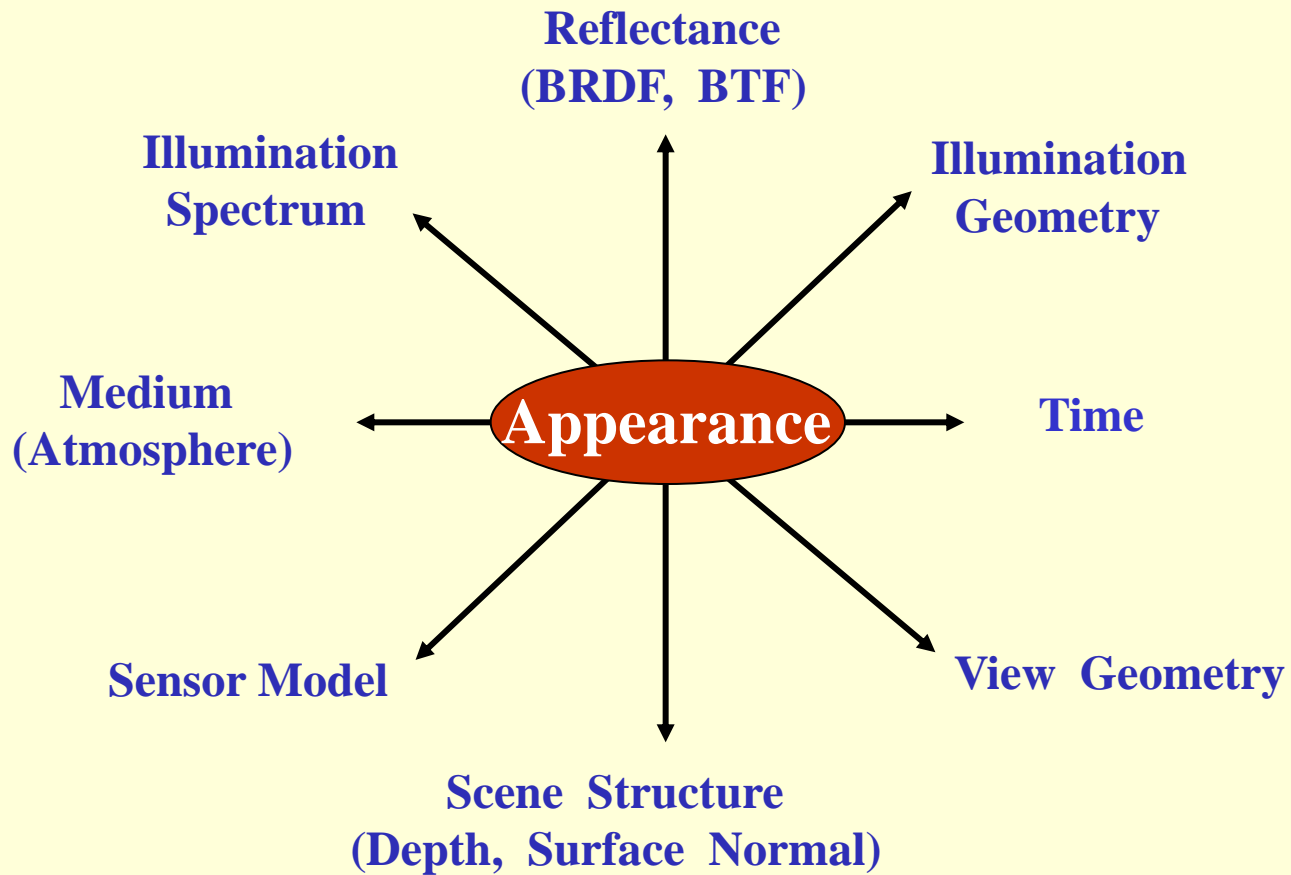 Reflectance
(BRDF, BTF)
Illumination
Spectrum
Illumination
Geometry
Medium
(Atmosphere)
Appearance
Time
Sensor Model
View Geometry
Scene Structure
(Depth, Surface Normal)